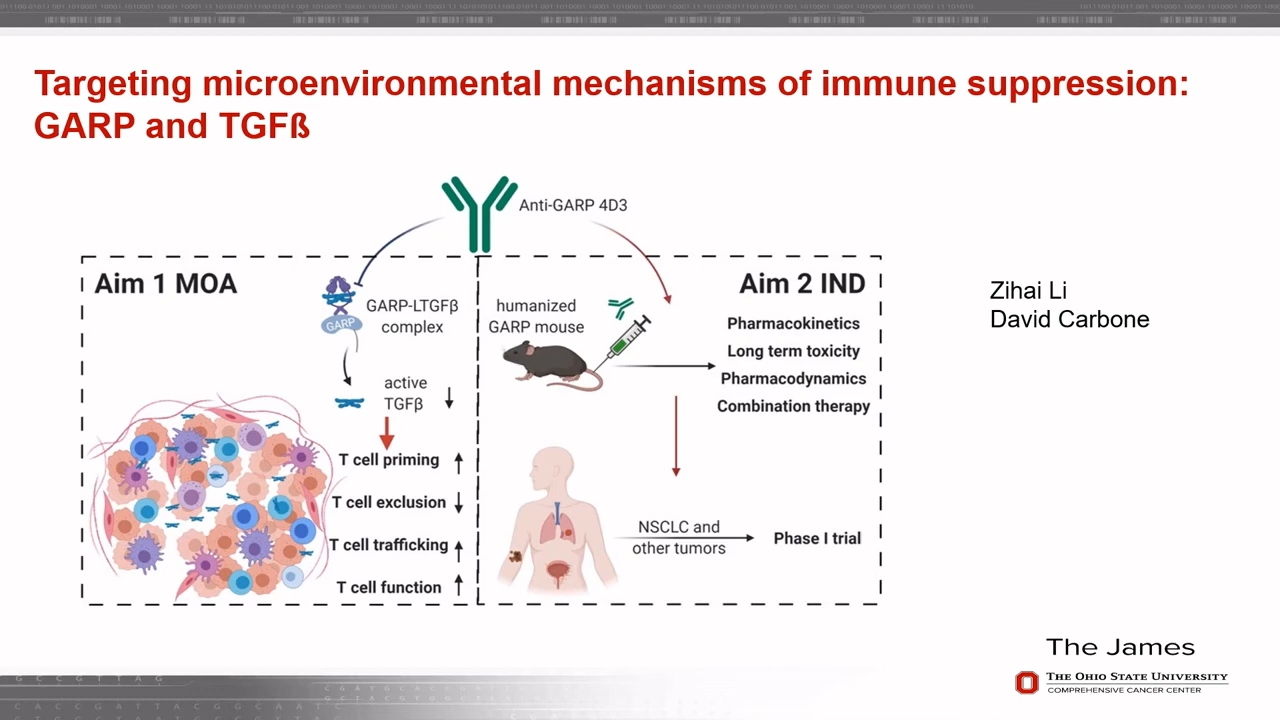 Targeting microenvironmental mechanisms of immune suppression:
GARP and TGFß
Anti-GARP 4D3
Aim 1 MOA
GARP-LTGFβ
complex
GARP
active
TGFβ
T cell priming
T cell exclusion
T cell trafficking
T cell function
Aim 2 IND
humanized
GARP mouse
Pharmacokinetics
Long term toxicity
Pharmacodynamics
Combination therapy
NSCLC and
other tumors
Phase I trial
Zihai Li
David Carbone
The James
THE OHIO STATE UNIVERSITY
COMPREHENSIVE CANCER CENTER
GCCGTTAG